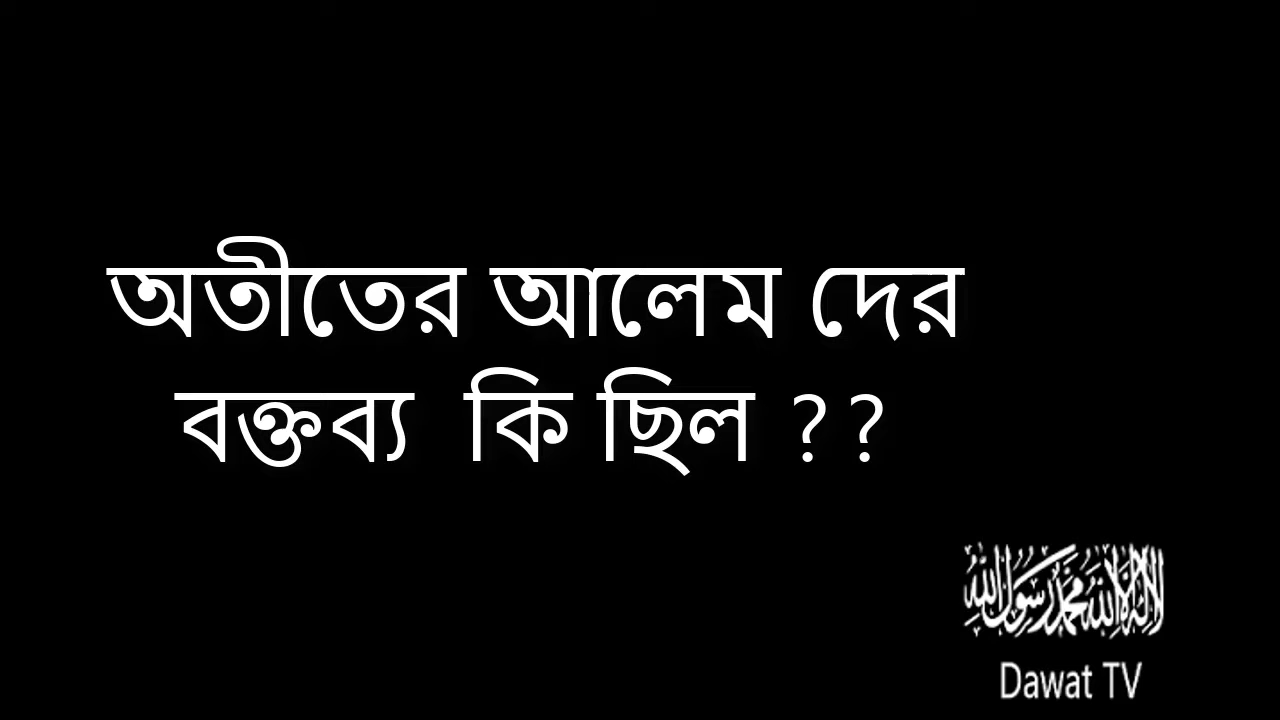 অতীতের আলেম দের
বক্তব্য কি ছিল ??
لا إله إلا الله محمد رسول الله
Dawat TV